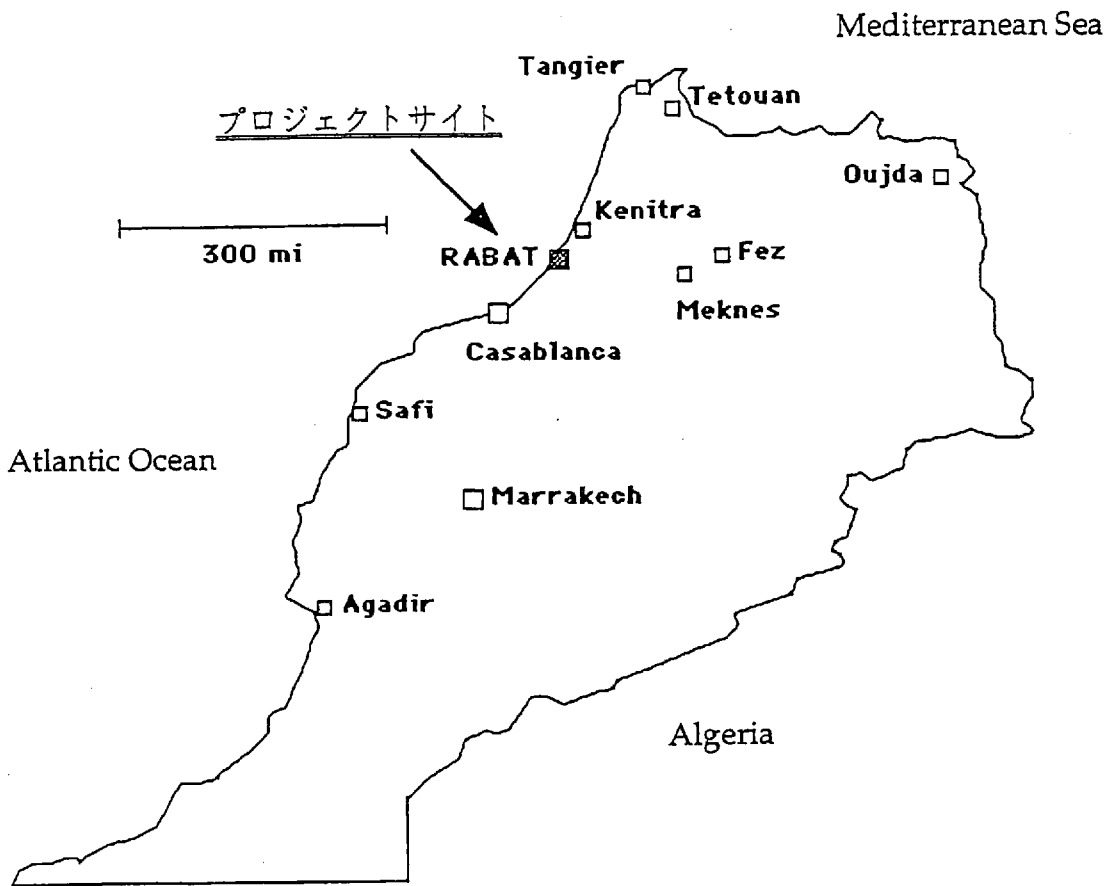 Mediterranean Sea
Tangier
Tetouan
プロジェクトサイト
Oujda
Kenitra
300 mi
RABAT
Fez
Meknes
Casablanca
Safi
Atlantic Ocean
Marrakech
Agadir
Algeria